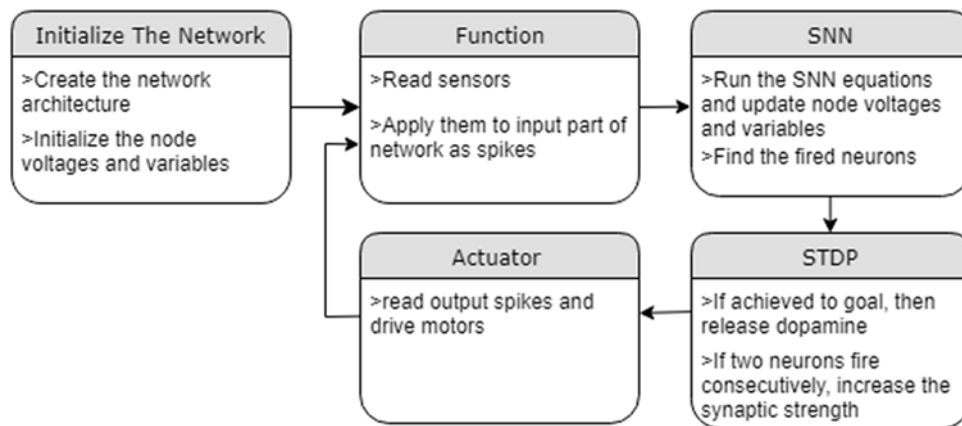 Initialize The Network
>Create the network
architecture
>Initialize the node
voltages and variables
Function
>Read sensors
>Apply them to input part of
network as spikes
SNN
>Run the SNN equations
and update node voltages
and variables
>Find the fired neurons
Actuator
>read output spikes and
drive motors
STDP
>If achieved to goal, then
release dopamine
>If two neurons fire
consecutively, increase the
synaptic strength